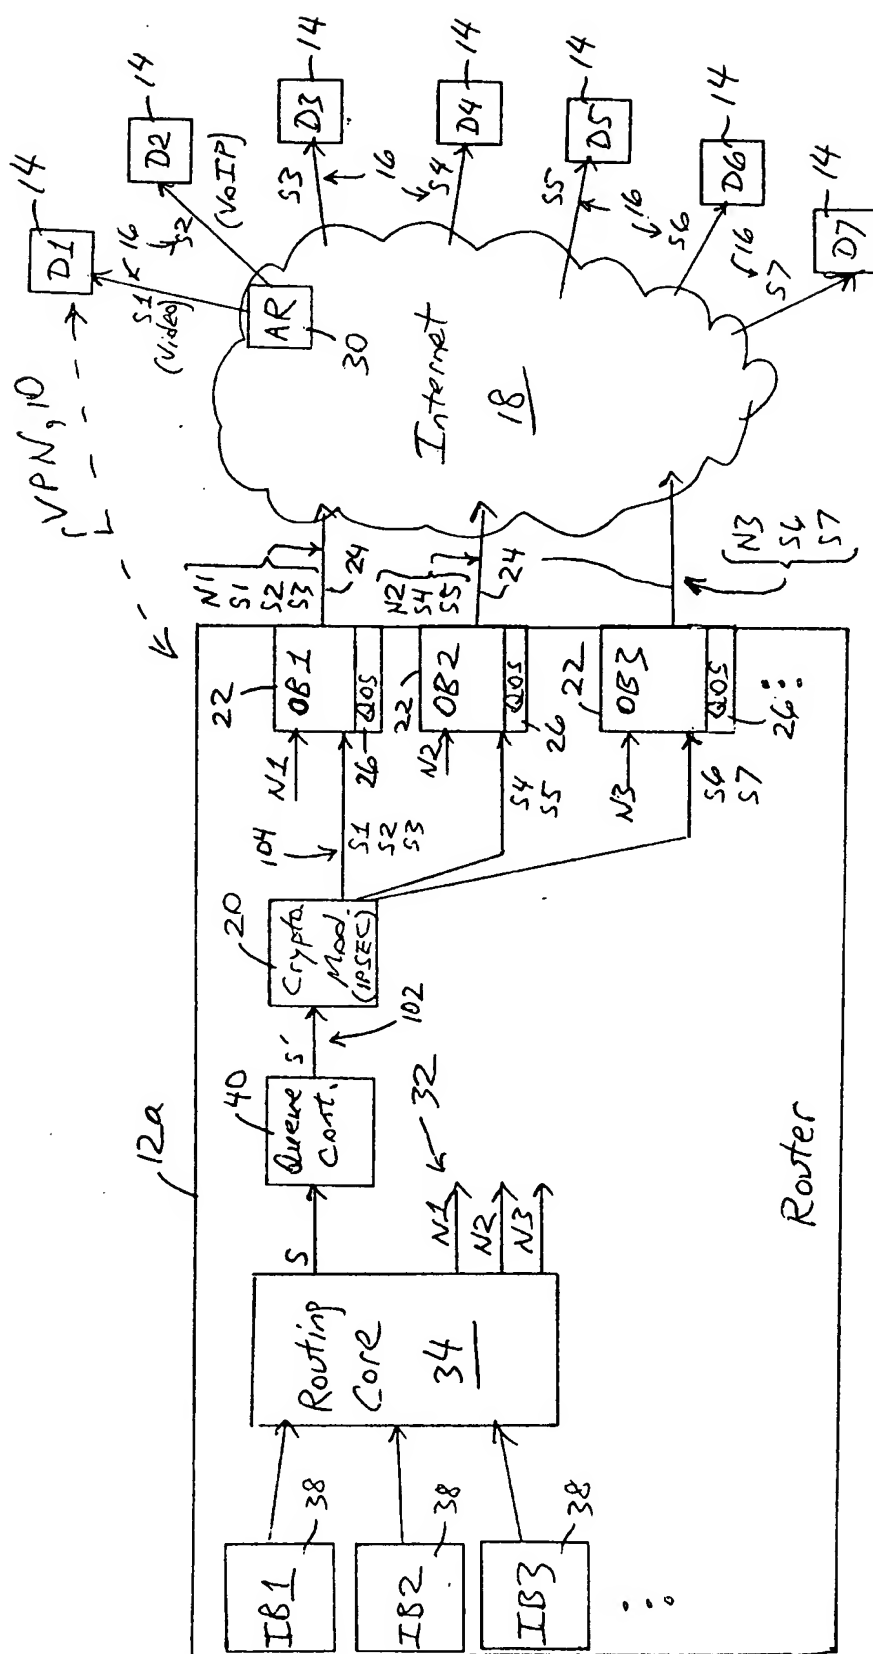 VPN, 10
12a
IB1
38
IB2
38
IB3
38
...
Routing
Core
34
S
N1
N2
N3
32
40
Queue
Cont.
S'
102
20
Crypto
Mod.
(IPSEC)
104
S1
S2
S3
S4
S5
S6
S7
N1
22
OB1
QOS
26
N2
22
OB2
QOS
26
N3
22
OB3
QOS
26
Router
N1
S1
S2
S3
24
N2
S4
S5
24
N3
S6
S7
Internet
18
AR
30
S1
(Video)
16
D1
14
S2
(VoIP)
D2
14
S3
16
D3
14
S4
D4
14
S5
16
D5
14
S6
16
D6
14
S7
D7
14